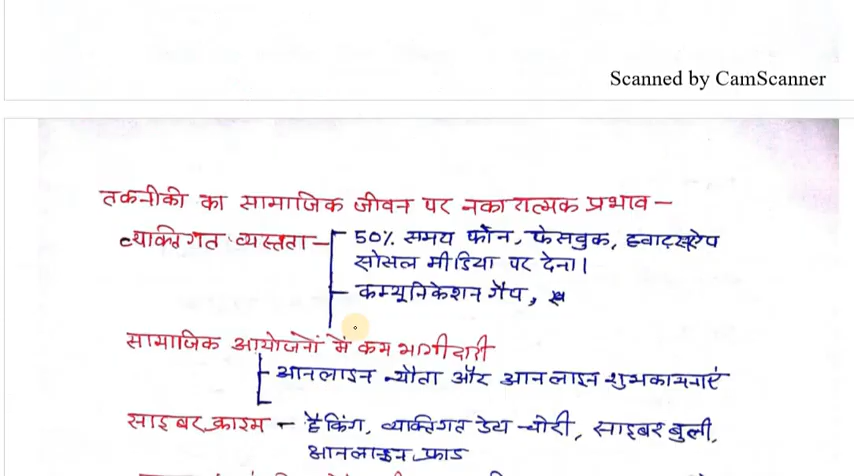 Scanned by CamScanner
तकनीकी का सामाजिक जीवन पर नकारात्मक प्रभाव –
व्यक्तिगत व्यस्तता – 50% समय फोन, फेसबुक, ह्वाट्सऐप
सोसल मीडिया पर देना।
कम्यूनिकेशन गैप,
सामाजिक आयोजनों में कम भागीदारी
आनलाइन न्यौता और आनलाइन शुभकामनाएं
साइबर क्राइम – हैकिंग, व्यक्तिगत डेटा चोरी, साइबर बुली,
आनलाइन फ्राड